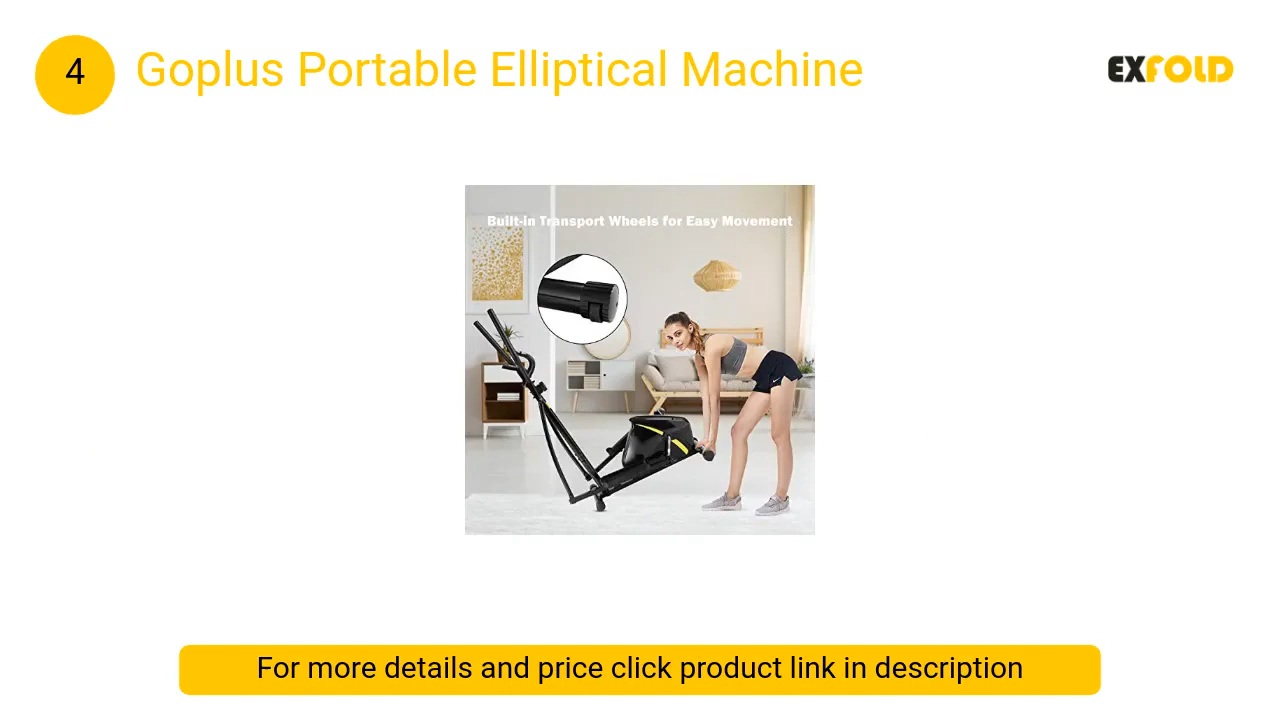 4
Goplus Portable Elliptical Machine
EXFOLD
Built-in Transport Wheels for Easy Movement
For more details and price click product link in description